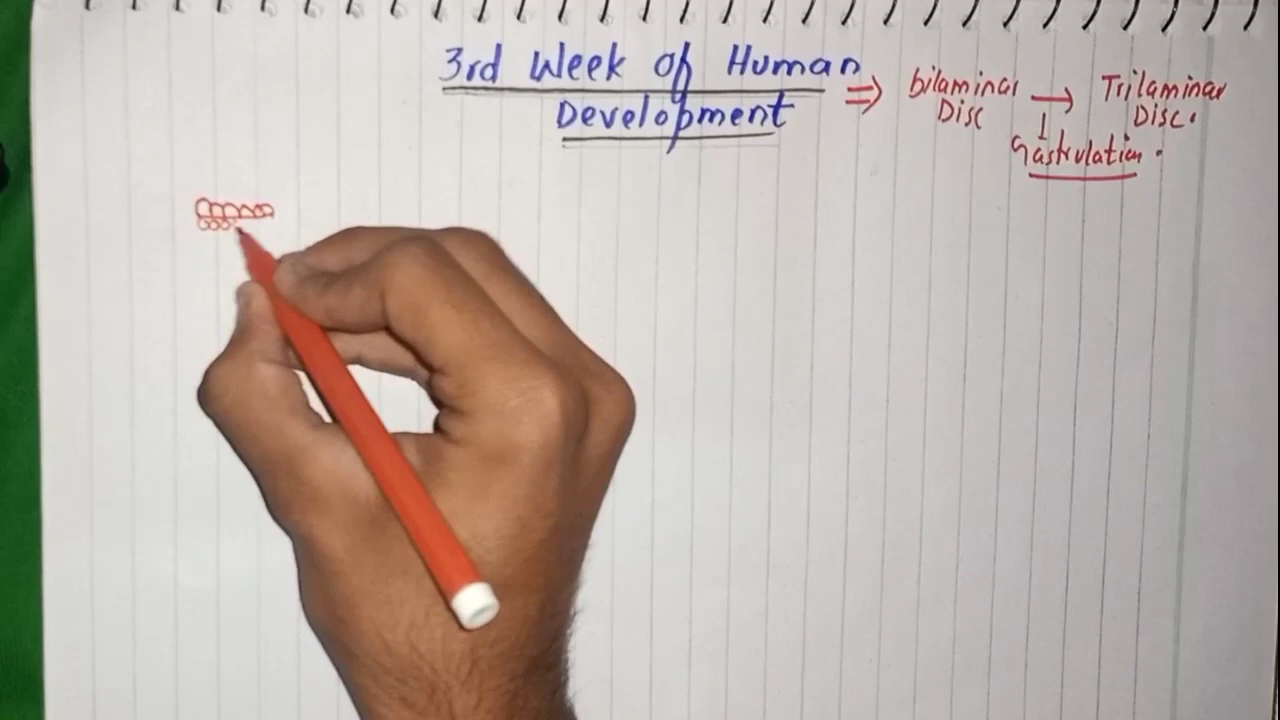 3rd Week of Human
Development
⇒ bilaminar → Trilaminar
Disc Disc.
Gastrulation.